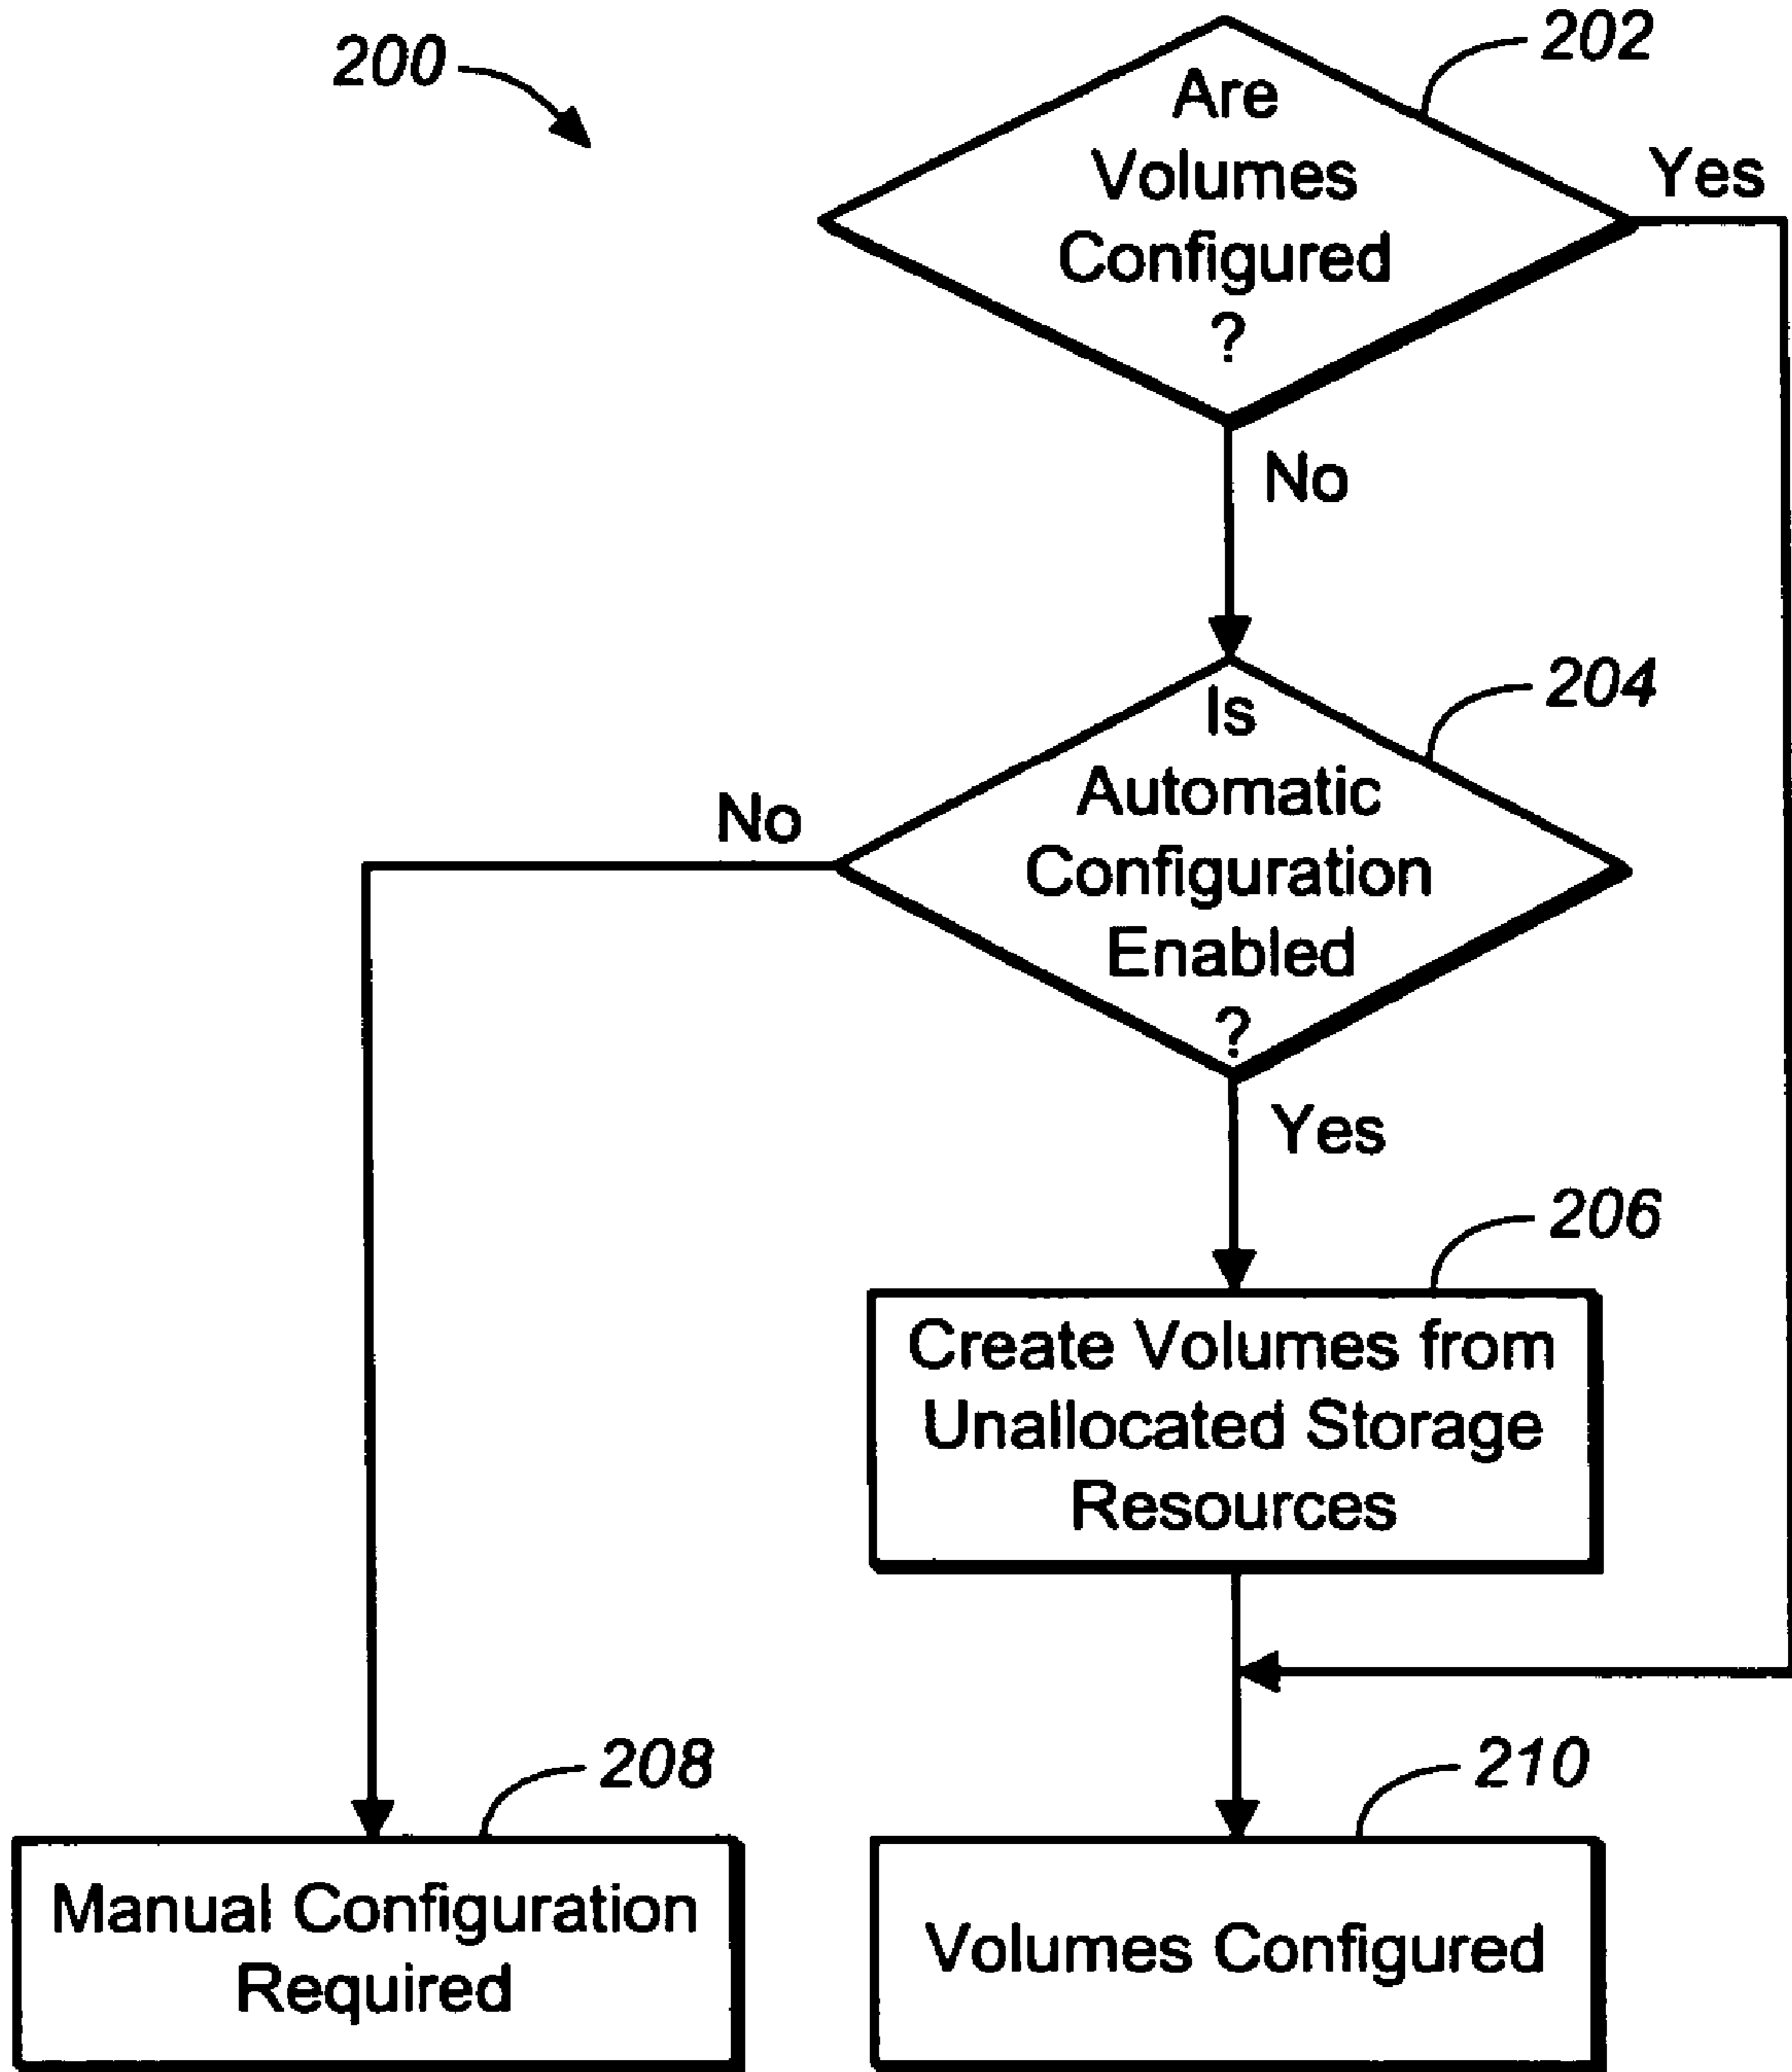 200
202
Are
Volumes
Configured
?
Yes
No
204
Is
Automatic
Configuration
Enabled
?
No
Yes
206
Create Volumes from
Unallocated Storage
Resources
208
Manual Configuration
Required
210
Volumes Configured